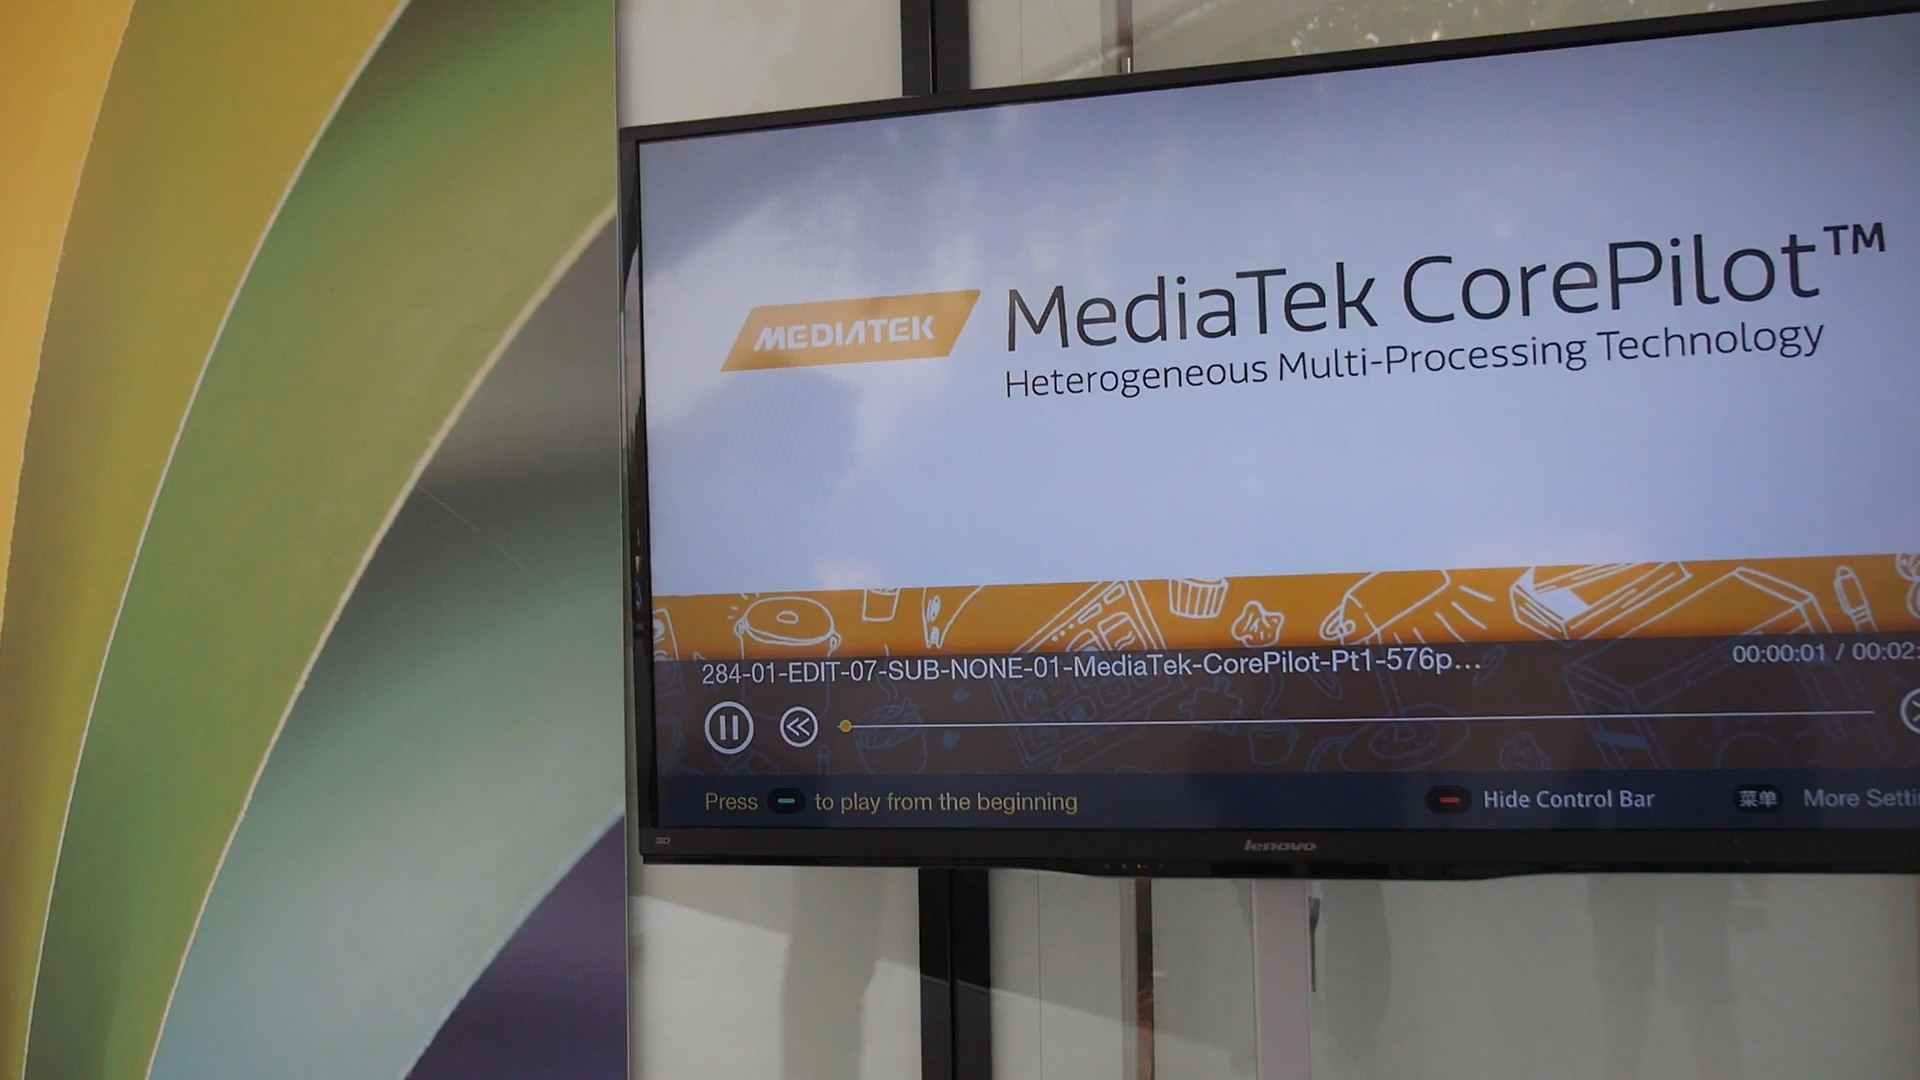 MEDIATEK
MediaTek CorePilot™
Heterogeneous Multi-Processing Technology
284-01-EDIT-07-SUB-NONE-01-MediaTek-CorePilot-Pt1-576p...
00:00:01 / 00:02:
Press to play from the beginning
Hide Control Bar
菜单 More Setti
3D
lenovo